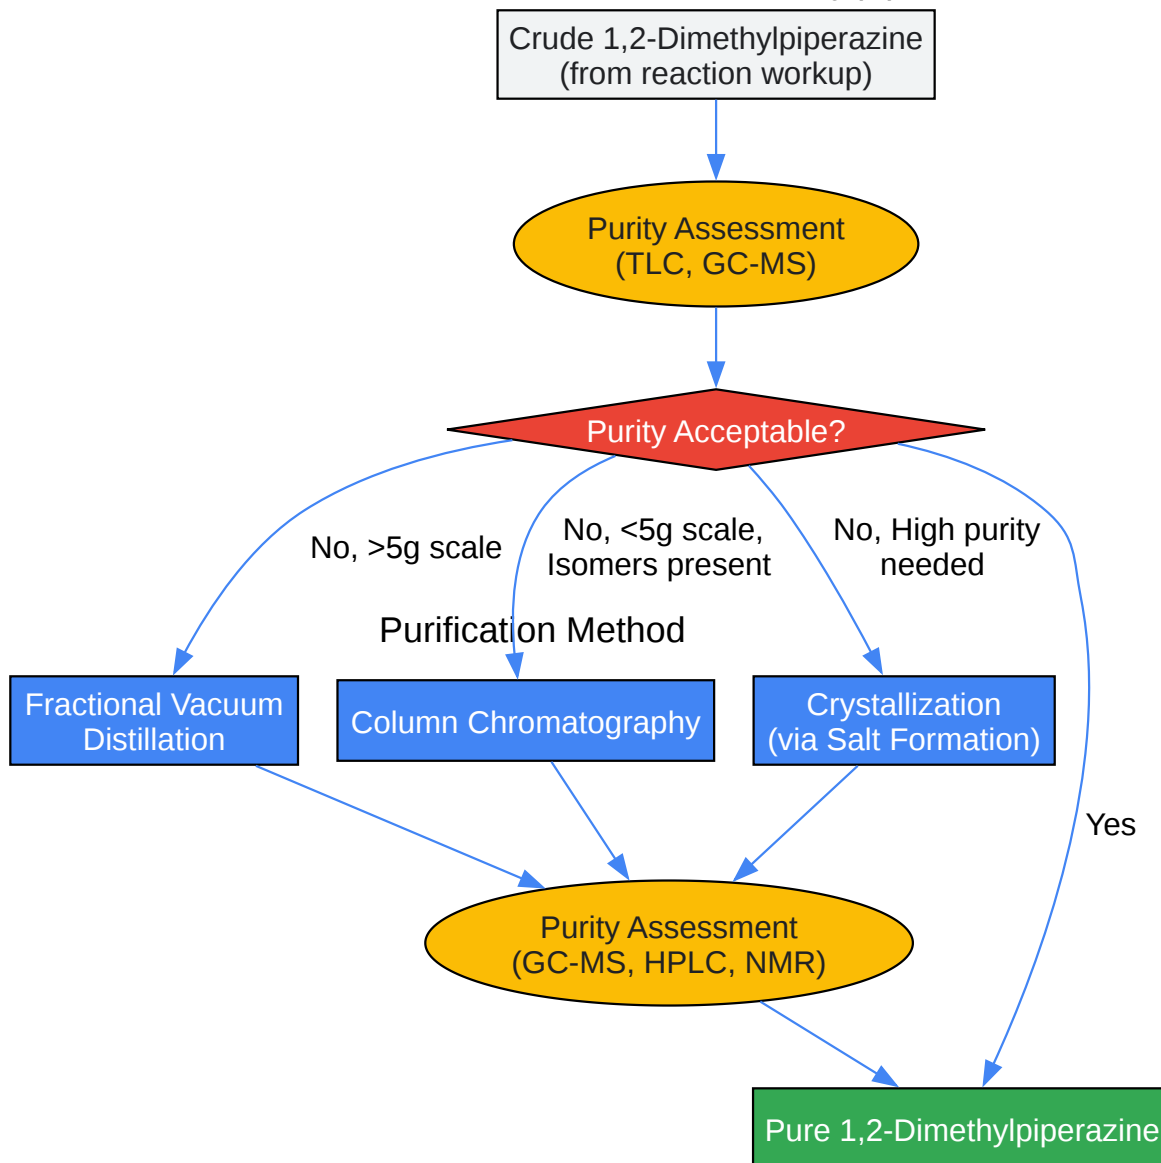 Crude 1,2-Dimethylpiperazine
(from reaction workup)
Purity Assessment
(TLC, GC-MS)
Purity Acceptable?
No, >5g scale
No, <5g scale,
Isomers present
No, High purity
needed
Purification Method
Fractional Vacuum
Distillation
Column Chromatography
Crystallization
(via Salt Formation)
Yes
Purity Assessment
(GC-MS, HPLC, NMR)
Pure 1,2-Dimethylpiperazine